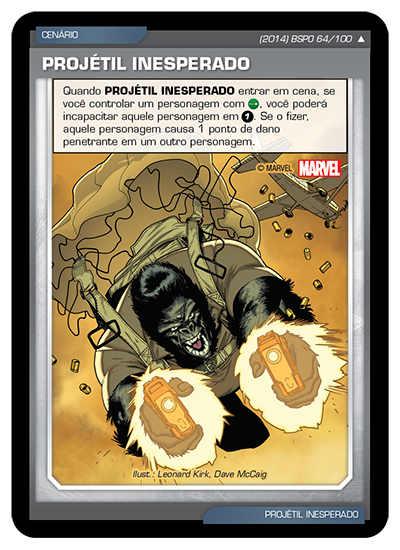 CENÁRIO
(2014) BSPO 64/100 ▲
PROJÉTIL INESPERADO
Quando PROJÉTIL INESPERADO entrar em cena, se
você controlar um personagem com , você poderá
incapacitar aquele personagem em 1. Se o fizer,
aquele personagem causa 1 ponto de dano
penetrante em um outro personagem.
© MARVEL MARVEL
Ilust.: Leonard Kirk, Dave McCaig
PROJÉTIL INESPERADO